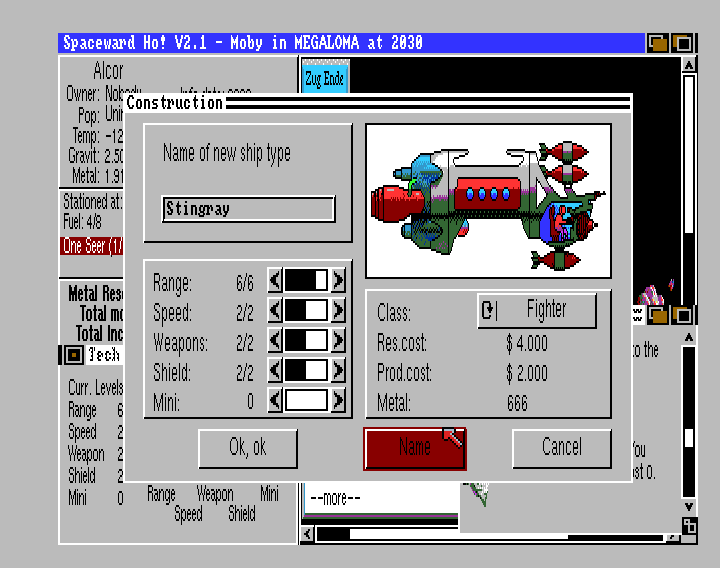 Spaceward Ho! V2.1 - Moby in MEGALOMA at 2030
Alcor
Zug Ende
Owner:
Pop:
Temp: -12
Gravit: 2.50
Metal: 1.91
Stationed at:
Fuel: 4/8
One Seer (1/
Metal Res
Total mo
Total Inc
Tech
Curr. Levels
Range 6
Speed 2
Weapon 2
Shield 2
Mini 0
Range Weapon Mini
Speed Shield
Construction
Name of new ship type
Stingray
Range: 6/6
Speed: 2/2
Weapons: 2/2
Shield: 2/2
Mini: 0
Class: Fighter
Res.cost: $ 4.000
Prod.cost: $ 2.000
Metal: 666
Ok, ok
Name
Cancel
to the
You
st 0.
--more--